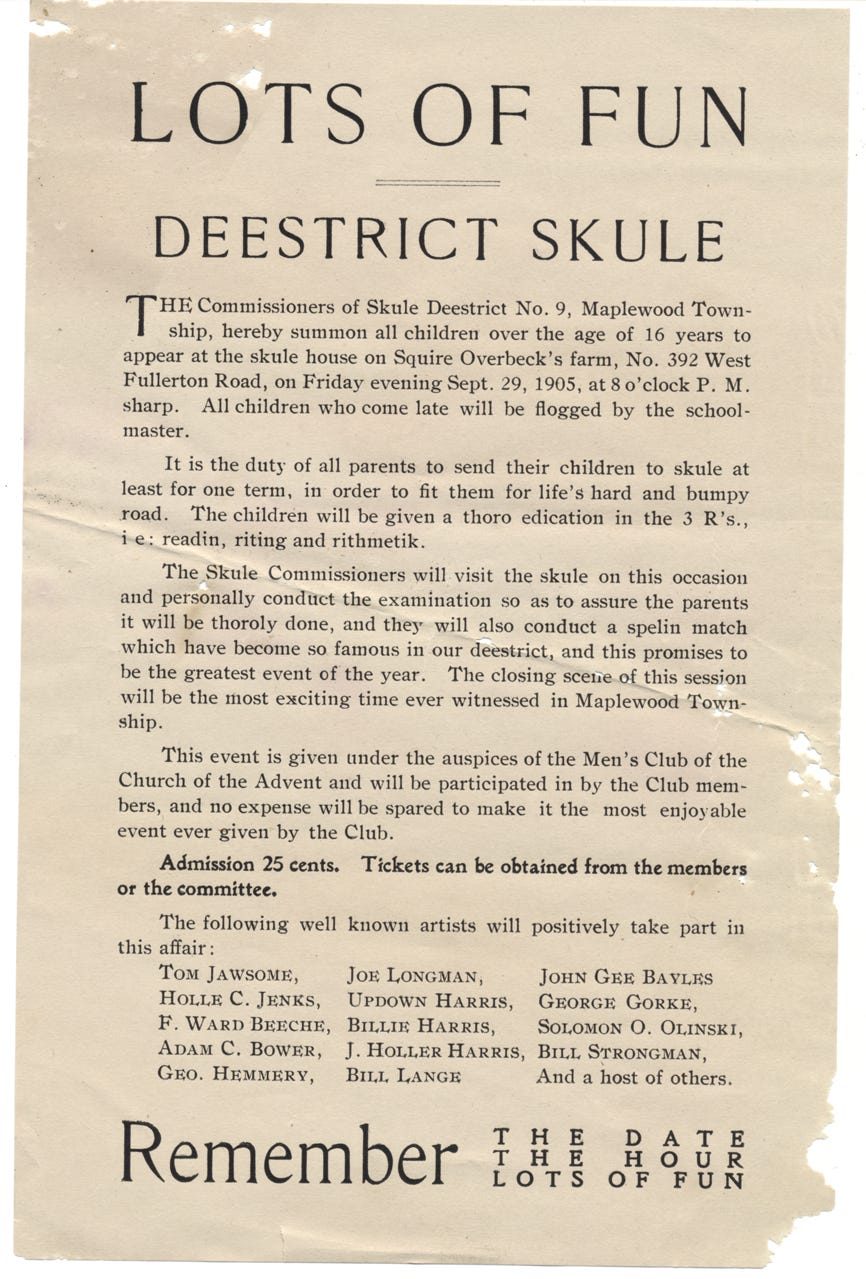 LOTS OF FUN
DEESTRICT SKULE
THE Commissioners of Skule Deestrict No. 9, Maplewood Town-
ship, hereby summon all children over the age of 16 years to
appear at the skule house on Squire Overbeck's farm, No. 392 West
Fullerton Road, on Friday evening Sept. 29, 1905, at 8 o'clock P. M.
sharp. All children who come late will be flogged by the school-
master.
It is the duty of all parents to send their children to skule at
least for one term, in order to fit them for life's hard and bumpy
road. The children will be given a thoro edication in the 3 R's.,
i e: readin, riting and rithmetik.
The Skule Commissioners will visit the skule on this occasion
and personally conduct the examination so as to assure the parents
it will be thoroly done, and they will also conduct a spelin match
which have become so famous in our deestrict, and this promises to
be the greatest event of the year. The closing scene of this session
will be the most exciting time ever witnessed in Maplewood Town-
ship.
This event is given under the auspices of the Men's Club of the
Church of the Advent and will be participated in by the Club mem-
bers, and no expense will be spared to make it the most enjoyable
event ever given by the Club.
Admission 25 cents. Tickets can be obtained from the members
or the committee.
The following well known artists will positively take part in
this affair:
TOM JAWSOME, JOE LONGMAN, JOHN GEE BAYLES
HOLLE C. JENKS, UPDOWN HARRIS, GEORGE GORKE,
F. WARD BEECHE, BILLIE HARRIS, SOLOMON O. OLINSKI,
ADAM C. BOWER, J. HOLLER HARRIS, BILL STRONGMAN,
GEO. HEMMERY, BILL LANGE And a host of others.
Remember THE DATE
THE HOUR
LOTS OF FUN